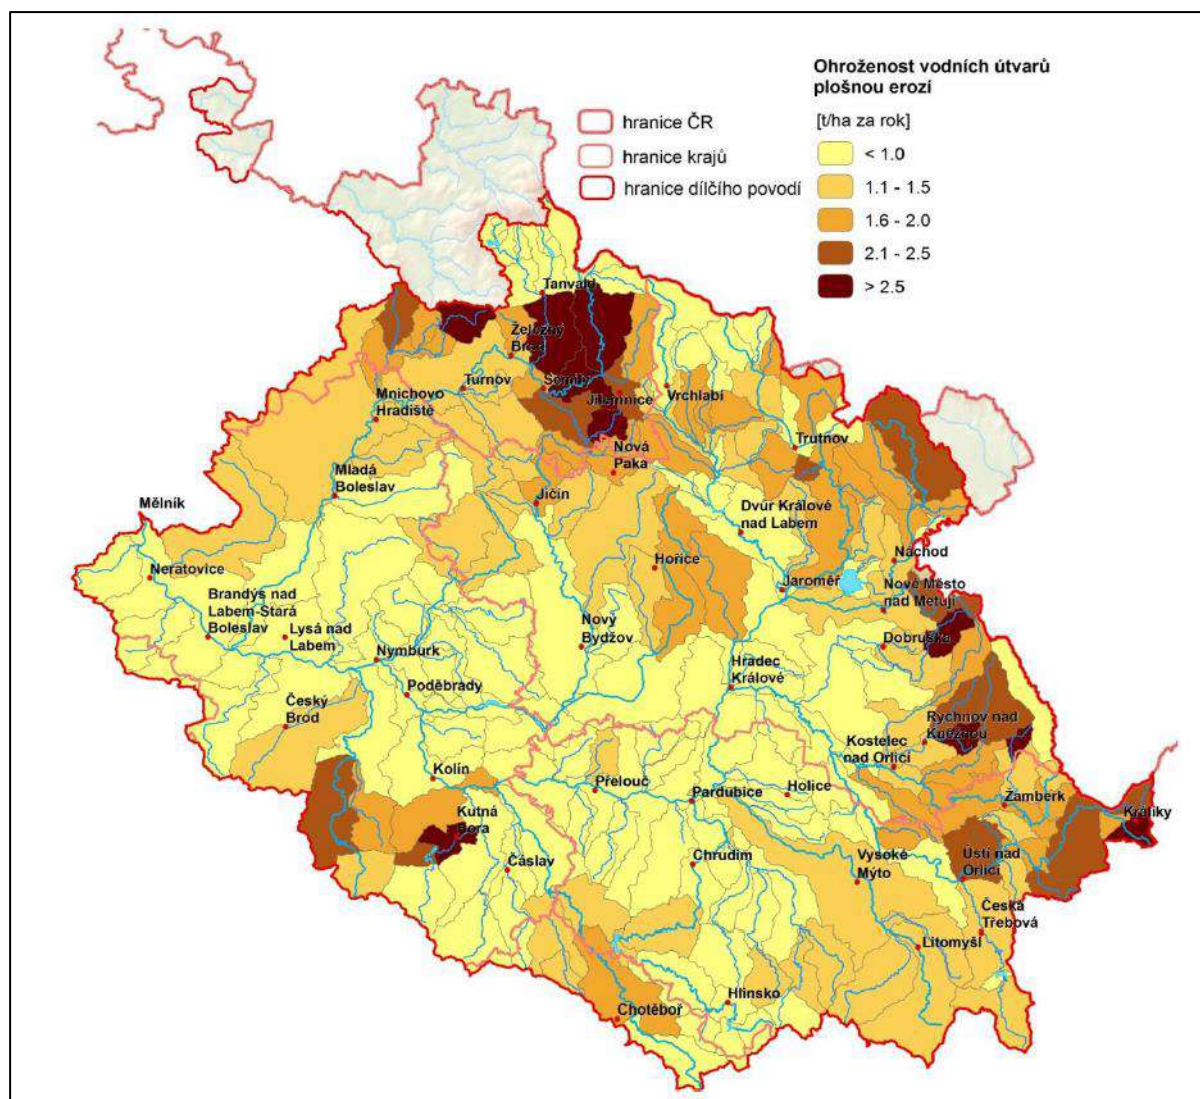 Ohroženost vodních útvarů
plošnou erozí
[t/ha za rok]
< 1.0
1.1 - 1.5
1.6 - 2.0
2.1 - 2.5
> 2.5
hranice ČR
hranice krajů
hranice dílčího povodí
Tanvald
Železný
Brod
Semily
Turnov
Jilemnice
Vrchlabí
Mnichovo
Hradiště
Trutnov
Nová
Paka
Mladá
Boleslav
Jičín
Mělník
Dvůr Králové
nad Labem
Hořice
Náchod
Neratovice
Jaroměř
Nové Město
nad Metují
Brandýs nad
Labem-Stará
Boleslav
Lysá nad
Labem
Nový
Bydžov
Dobruška
Nymburk
Hradec
Králové
Poděbrady
Český
Brod
Rychnov nad
Kněžnou
Kostelec
nad Orlicí
Kolín
Přelouč
Holice
Pardubice
Žamberk
Králíky
Kutná
Hora
Čáslav
Chrudim
Vysoké
Mýto
Ústí nad
Orlicí
Česká
Třebová
Litomyšl
Hlinsko
Chotěboř